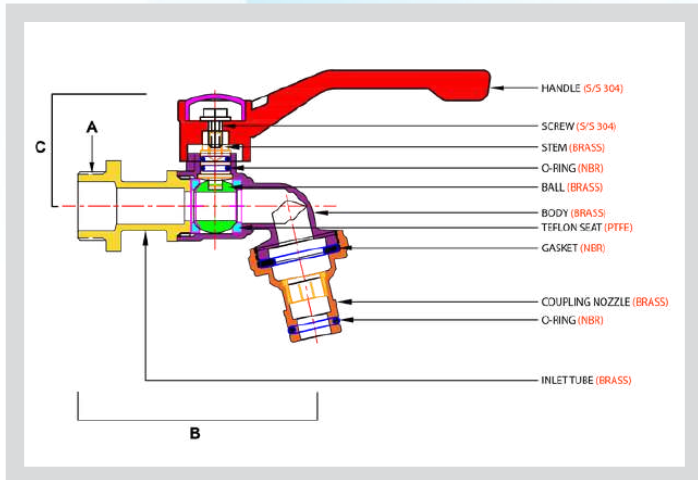 HANDLE (S/S 304)
A
SCREW (S/S 304)
C
STEM (BRASS)
O-RING (NBR)
BALL (BRASS)
BODY (BRASS)
TEFLON SEAT (PTFE)
GASKET (NBR)
COUPLING NOZZLE (BRASS)
O-RING (NBR)
INLET TUBE (BRASS)
B